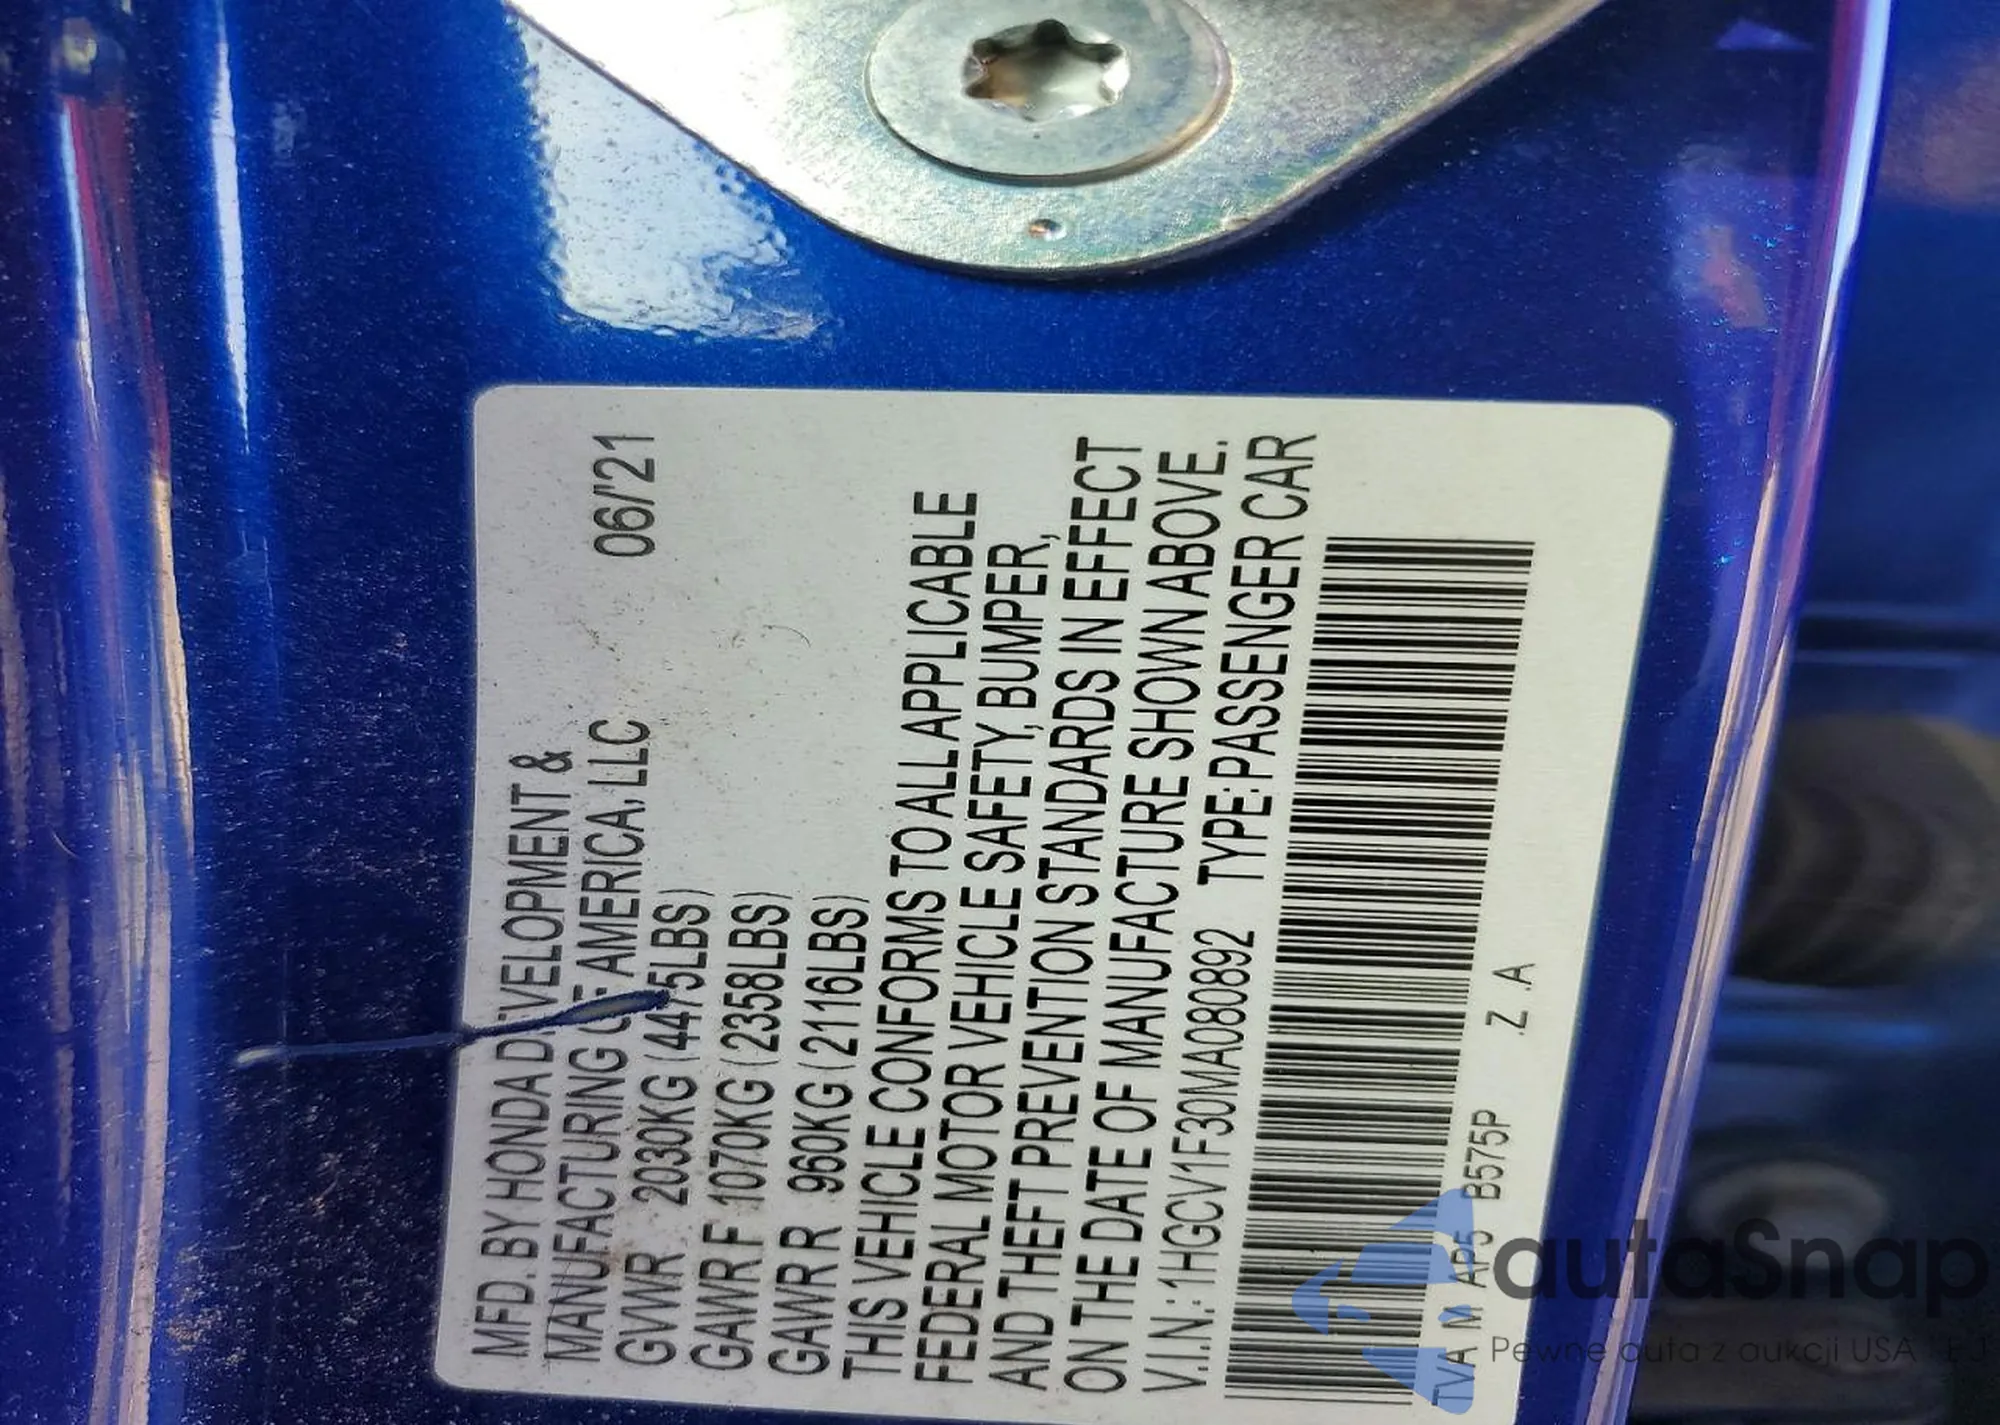 MFD. BY HONDA DEVELOPMENT &
MANUFACTURING OF AMERICA, LLC 06/'21
GVWR 2030KG (4475LBS)
GAWR F 1070KG (2358LBS)
GAWR R 960KG (2116LBS)
THIS VEHICLE CONFORMS TO ALL APPLICABLE
FEDERAL MOTOR VEHICLE SAFETY, BUMPER,
AND THEFT PREVENTION STANDARDS IN EFFECT
ON THE DATE OF MANUFACTURE SHOWN ABOVE.
V.I.N.: 1HGCV1F30MA080892 TYPE: PASSENGER CAR
TVA M AP5 B575P .Z .A
autaSnap
Pewne auta z aukcji USA i EU